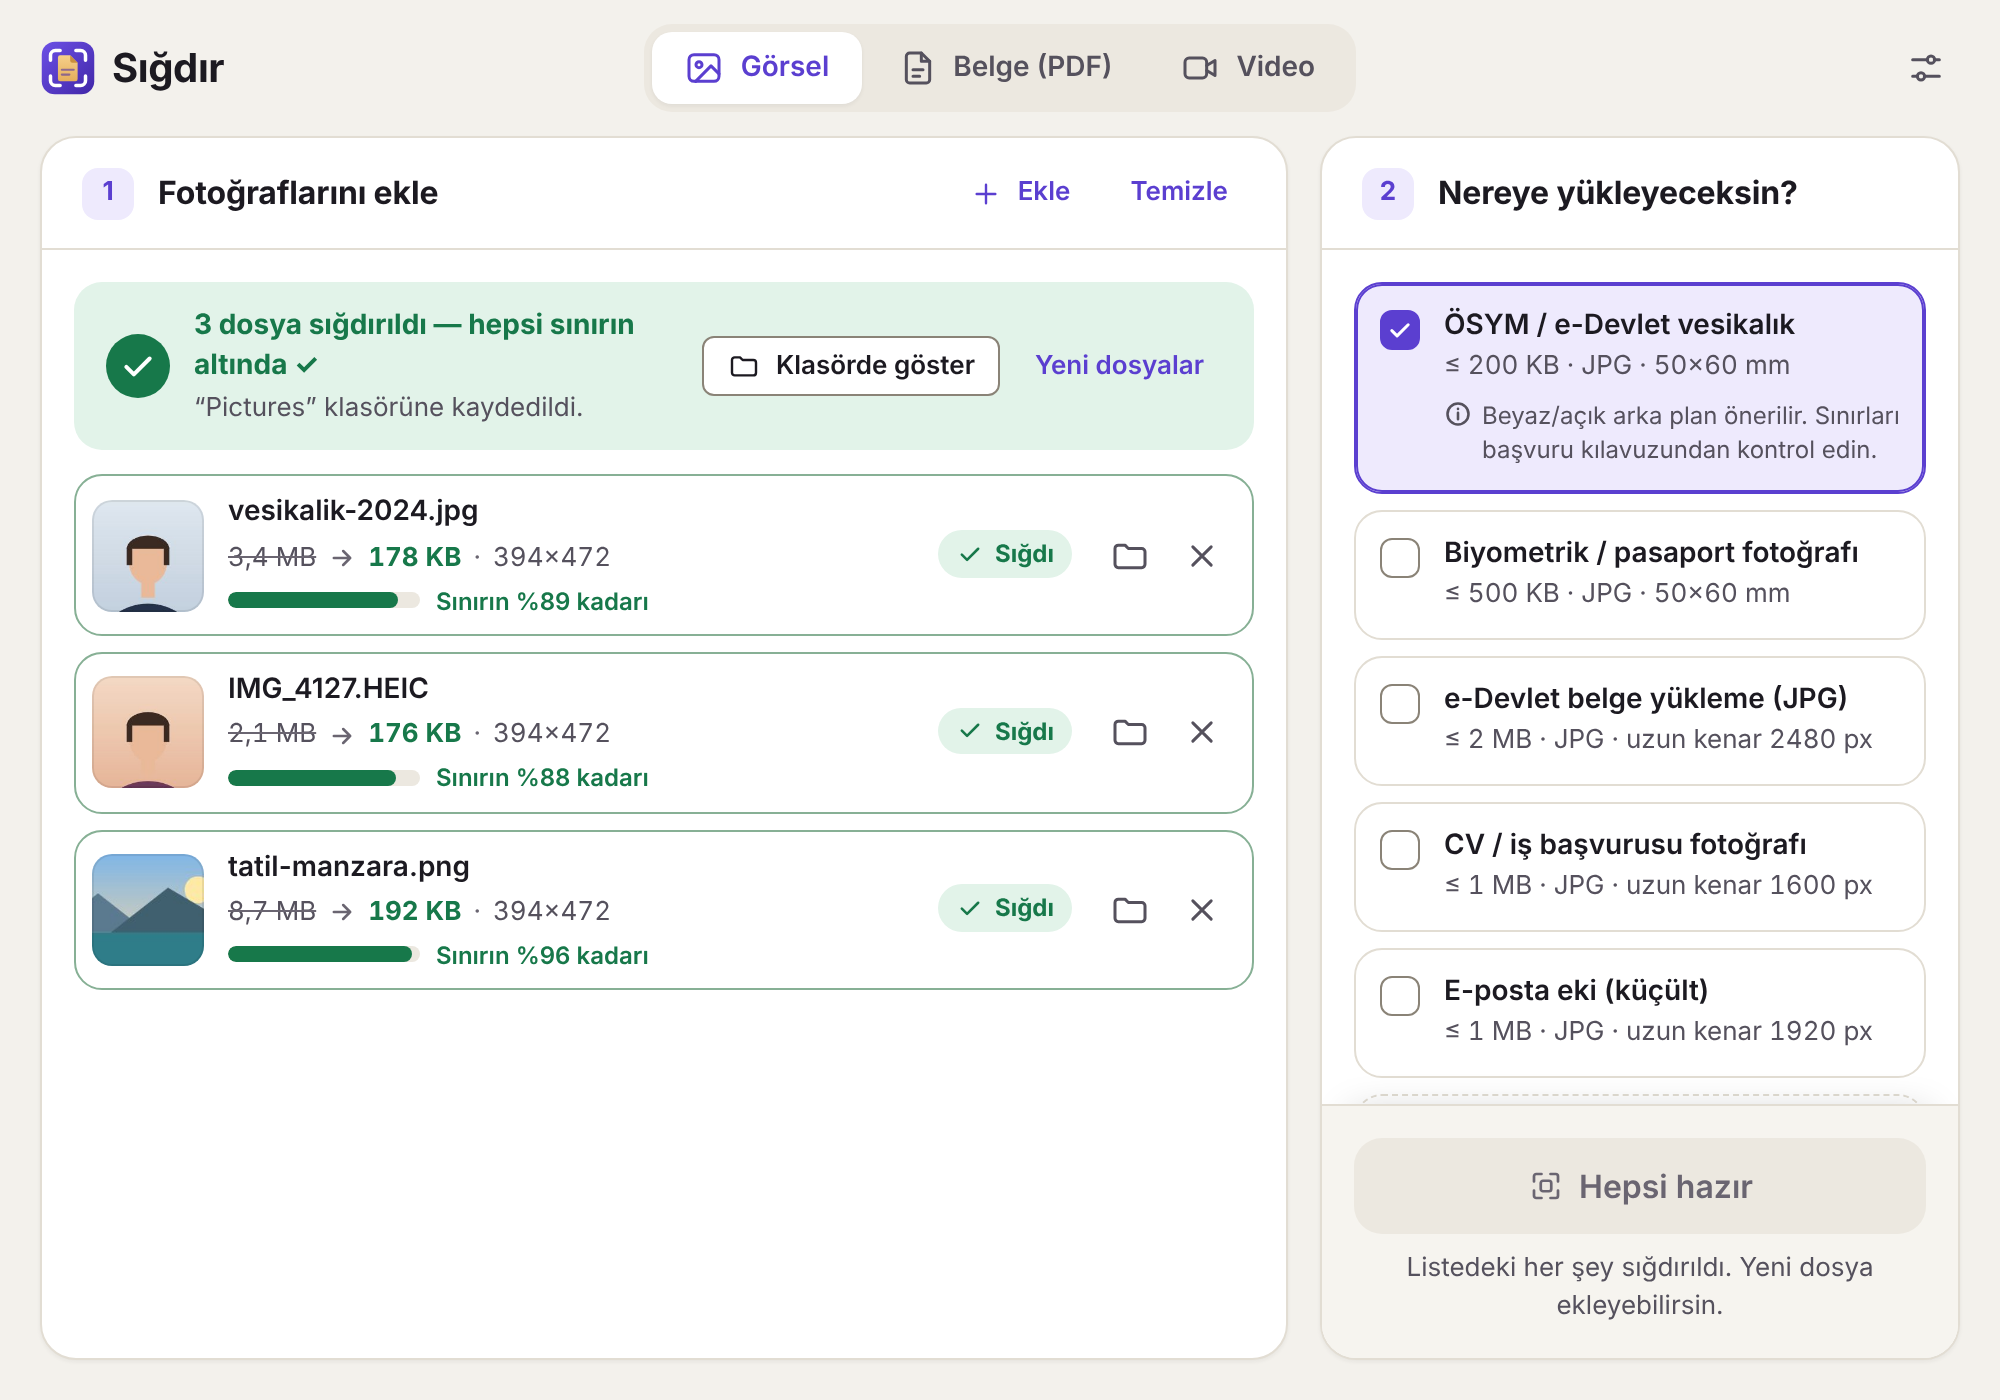 Sığdır
Görsel
Belge (PDF)
Video
1
Fotoğraflarını ekle
+ Ekle
Temizle
3 dosya sığdırıldı — hepsi sınırın
altında ✓
“Pictures” klasörüne kaydedildi.
Klasörde göster
Yeni dosyalar
vesikalik-2024.jpg
3,4 MB → 178 KB · 394×472
Sınırın %89 kadarı
✓ Sığdı
IMG_4127.HEIC
2,1 MB → 176 KB · 394×472
Sınırın %88 kadarı
✓ Sığdı
tatil-manzara.png
8,7 MB → 192 KB · 394×472
Sınırın %96 kadarı
✓ Sığdı
2
Nereye yükleyeceksin?
ÖSYM / e-Devlet vesikalık
≤ 200 KB · JPG · 50×60 mm
Beyaz/açık arka plan önerilir. Sınırları
başvuru kılavuzundan kontrol edin.
Biyometrik / pasaport fotoğrafı
≤ 500 KB · JPG · 50×60 mm
e-Devlet belge yükleme (JPG)
≤ 2 MB · JPG · uzun kenar 2480 px
CV / iş başvurusu fotoğrafı
≤ 1 MB · JPG · uzun kenar 1600 px
E-posta eki (küçült)
≤ 1 MB · JPG · uzun kenar 1920 px
Hepsi hazır
Listedeki her şey sığdırıldı. Yeni dosya
ekleyebilirsin.